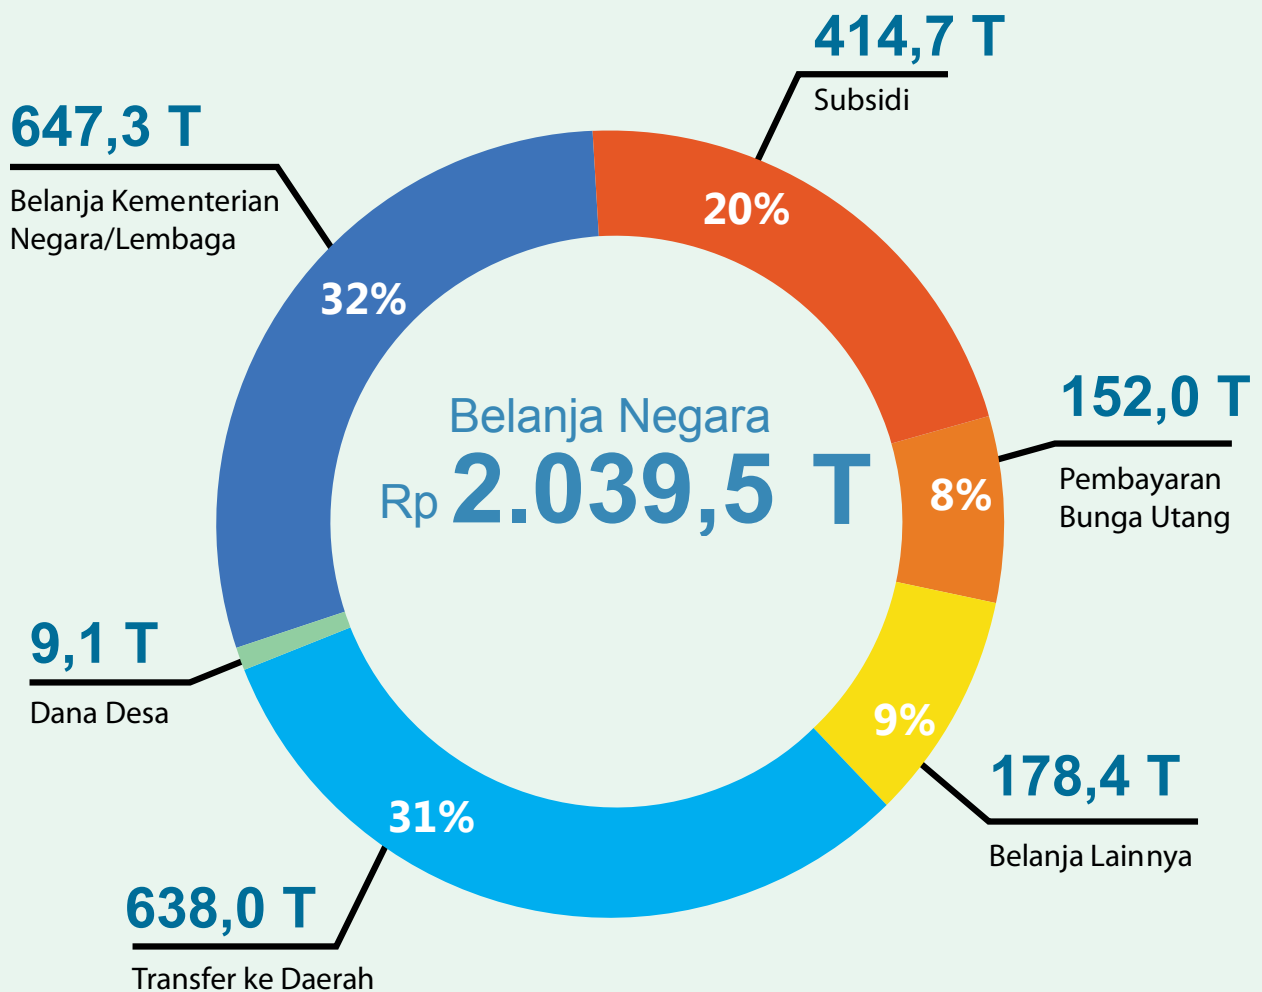 414,7 T
Subsidi
647,3 T
Belanja Kementerian
Negara/Lembaga
20%
32%
Belanja Negara
Rp 2.039,5 T
152,0 T
Pembayaran
Bunga Utang
8%
9,1 T
Dana Desa
9%
178,4 T
Belanja Lainnya
31%
638,0 T
Transfer ke Daerah